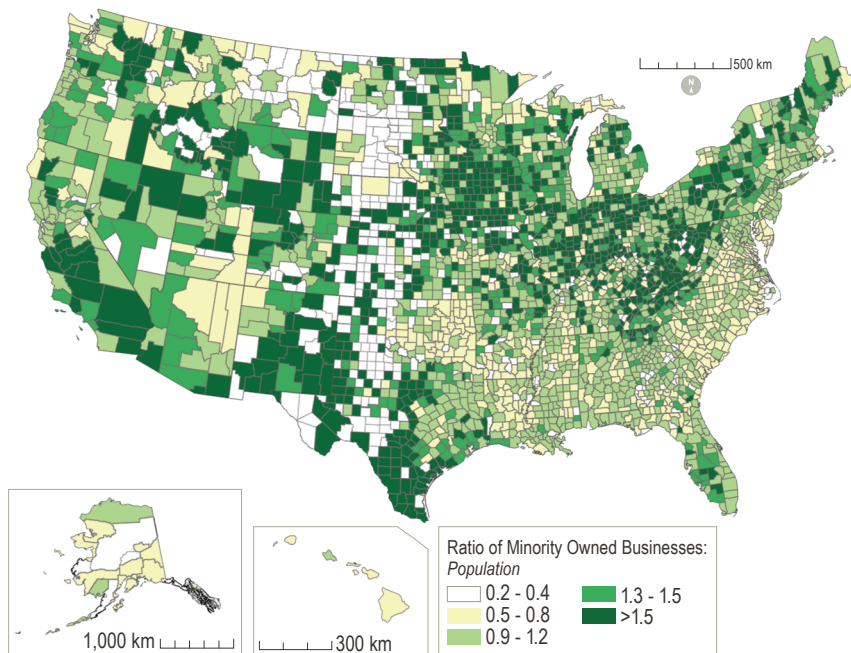 500 km
N
1,000 km
300 km
Ratio of Minority Owned Businesses:
Population
0.2 - 0.4
0.5 - 0.8
0.9 - 1.2
1.3 - 1.5
>1.5